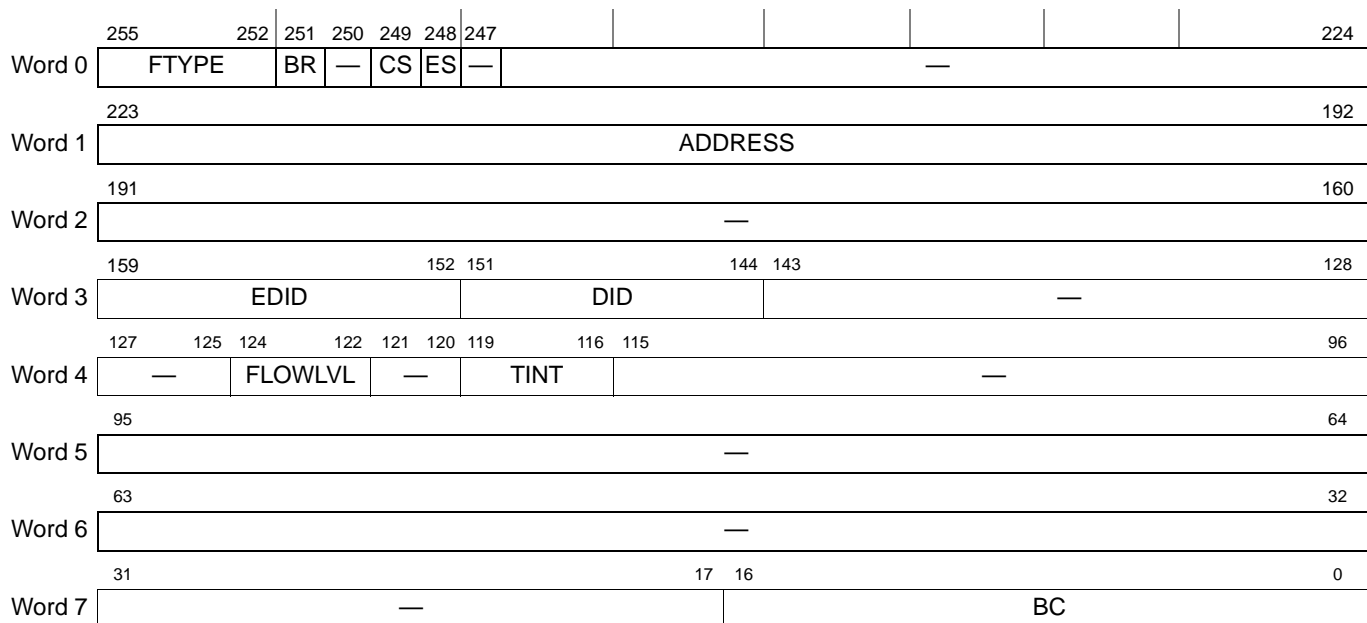 255 252 251 250 249 248 247 224
Word 0 FTYPE BR — CS ES — —
223 192
Word 1 ADDRESS
191 160
Word 2 —
159 152 151 144 143 128
Word 3 EDID DID —
127 125 124 122 121 120 119 116 115 96
Word 4 — FLOWLVL — TINT —
95 64
Word 5 —
63 32
Word 6 —
31 17 16 0
Word 7 — BC